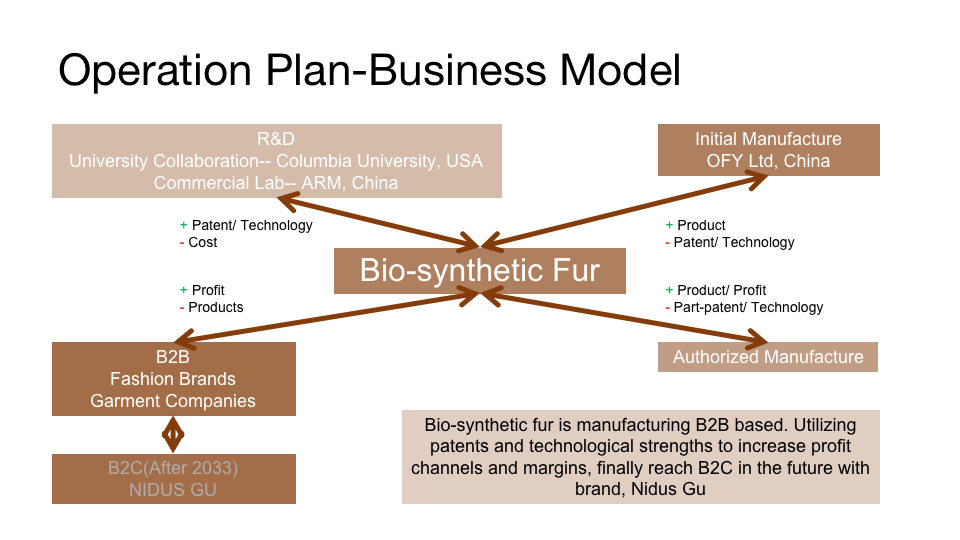 Operation Plan-Business Model
R&D
University Collaboration-- Columbia University, USA
Commercial Lab-- ARM, China
Initial Manufacture
OFY Ltd, China
+ Patent/ Technology
- Cost
+ Product
- Patent/ Technology
Bio-synthetic Fur
+ Profit
- Products
+ Product/ Profit
- Part-patent/ Technology
B2B
Fashion Brands
Garment Companies
Authorized Manufacture
B2C(After 2033)
NIDUS GU
Bio-synthetic fur is manufacturing B2B based. Utilizing
patents and technological strengths to increase profit
channels and margins, finally reach B2C in the future with
brand, Nidus Gu